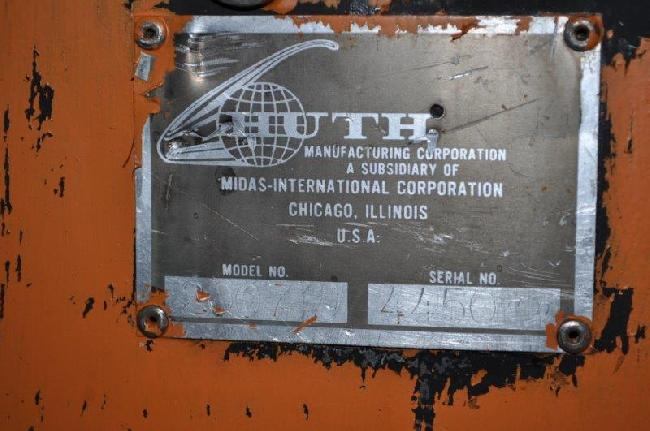 HUTH
MANUFACTURING CORPORATION
A SUBSIDIARY OF
MIDAS-INTERNATIONAL CORPORATION
CHICAGO, ILLINOIS
U.S.A.
MODEL NO. SERIAL NO.